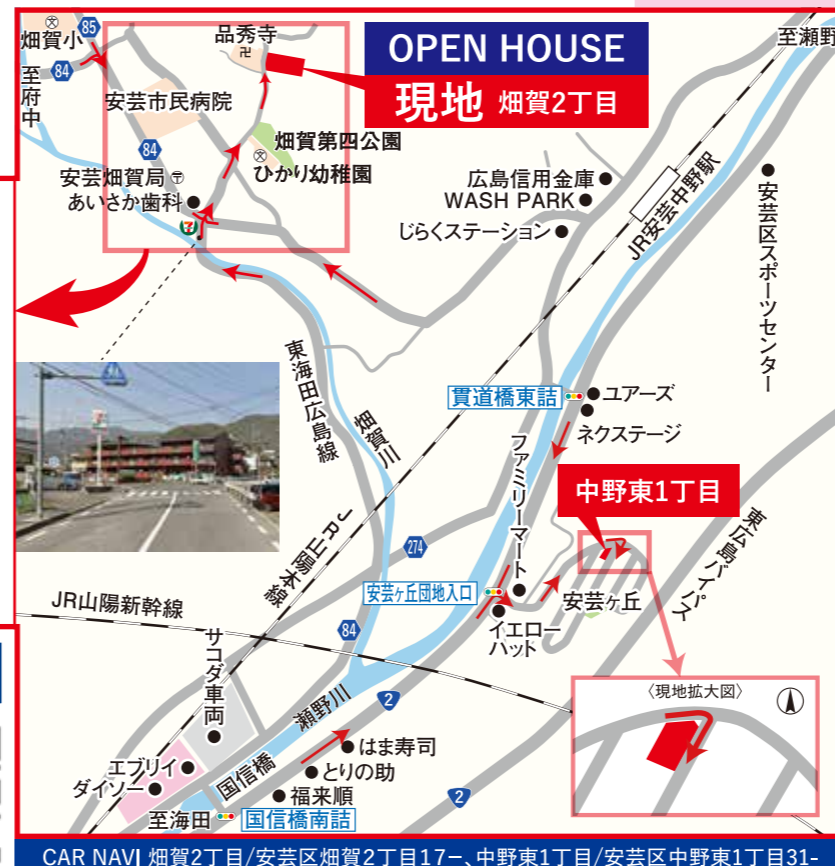 畑賀小
85
84
至府中
品秀寺
OPEN HOUSE
現地 畑賀2丁目
至瀬野
安芸市民病院
84
畑賀第四公園
ひかり幼稚園
安芸畑賀局
あいさか歯科
広島信用金庫
WASH PARK
じらくステーション
JR安芸中野駅
安芸区スポーツセンター
東海田広島線
畑賀川
貫道橋東詰
ユアーズ
ネクステージ
ファミリーマート
中野東1丁目
東広島バイパス
JR山陽本線
274
安芸ヶ丘団地入口
安芸ヶ丘
イエロー
ハット
JR山陽新幹線
84
サコダ車両
瀬野川
2
〈現地拡大図〉
はま寿司
とりの助
福来順
エブリイ
ダイソー
国信橋
至海田
国信橋南詰
2
CAR NAVI 畑賀2丁目/安芸区畑賀2丁目17−、中野東1丁目/安芸区中野東1丁目31-